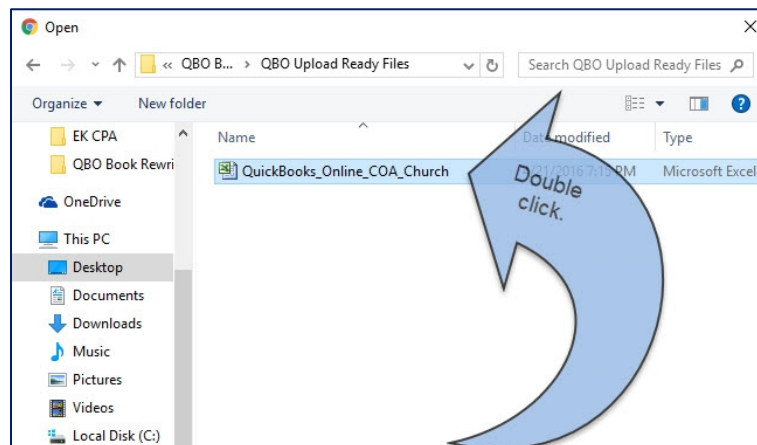 Open
« QBO B... > QBO Upload Ready Files
Search QBO Upload Ready Files
Organize
New folder
Name
Date modified
Type
EK CPA
QBO Book Rewri
QuickBooks_Online_COA_Church
/21/2016 7:15 PM
Microsoft Excel
Double
click.
OneDrive
This PC
Desktop
Documents
Downloads
Music
Pictures
Videos
Local Disk (C:)